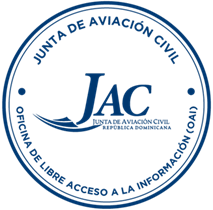 JUNTA DE AVIACIÓN CIVIL
JAC
JUNTA DE AVIACIÓN CIVIL
REPÚBLICA DOMINICANA
OFICINA DE LIBRE ACCESO A LA INFORMACIÓN (OAI)